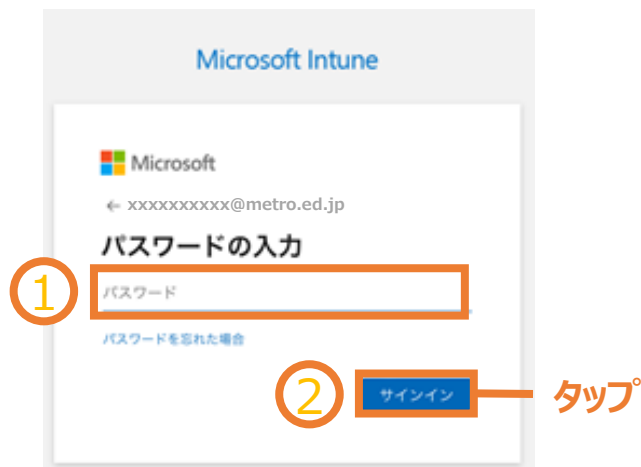 Microsoft Intune
Microsoft
← xxxxxxxxxx@metro.ed.jp
パスワードの入力
1
パスワード
パスワードを忘れた場合
2
サインイン
タップ